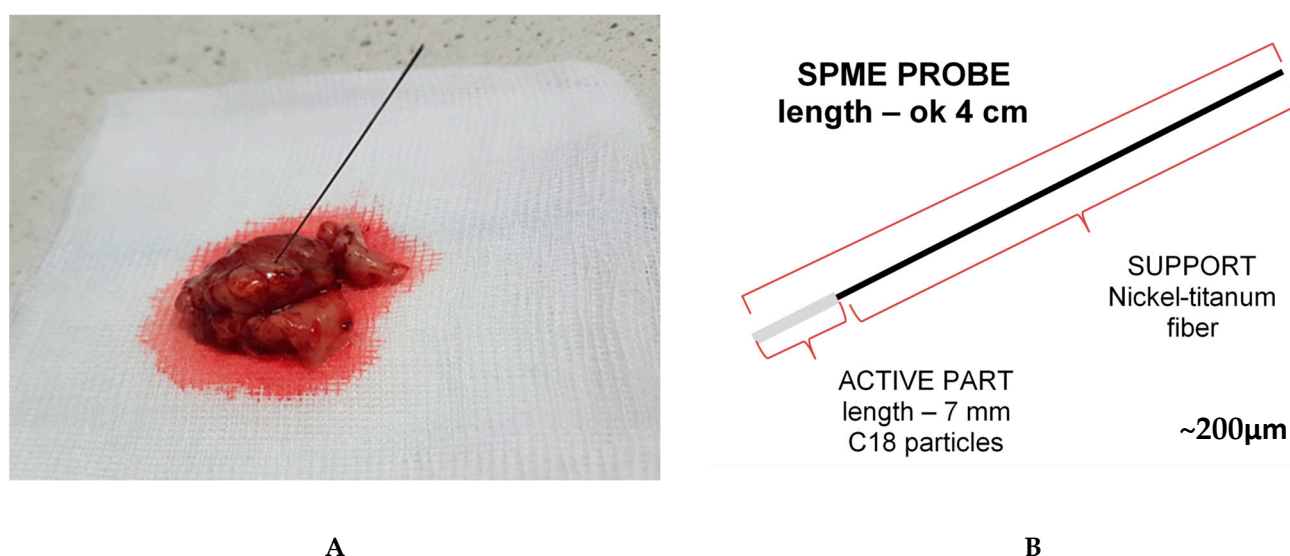 SPME PROBE
length – ok 4 cm
SUPPORT
Nickel-titanum
fiber
ACTIVE PART
length – 7 mm
C18 particles
~200µm
A
B